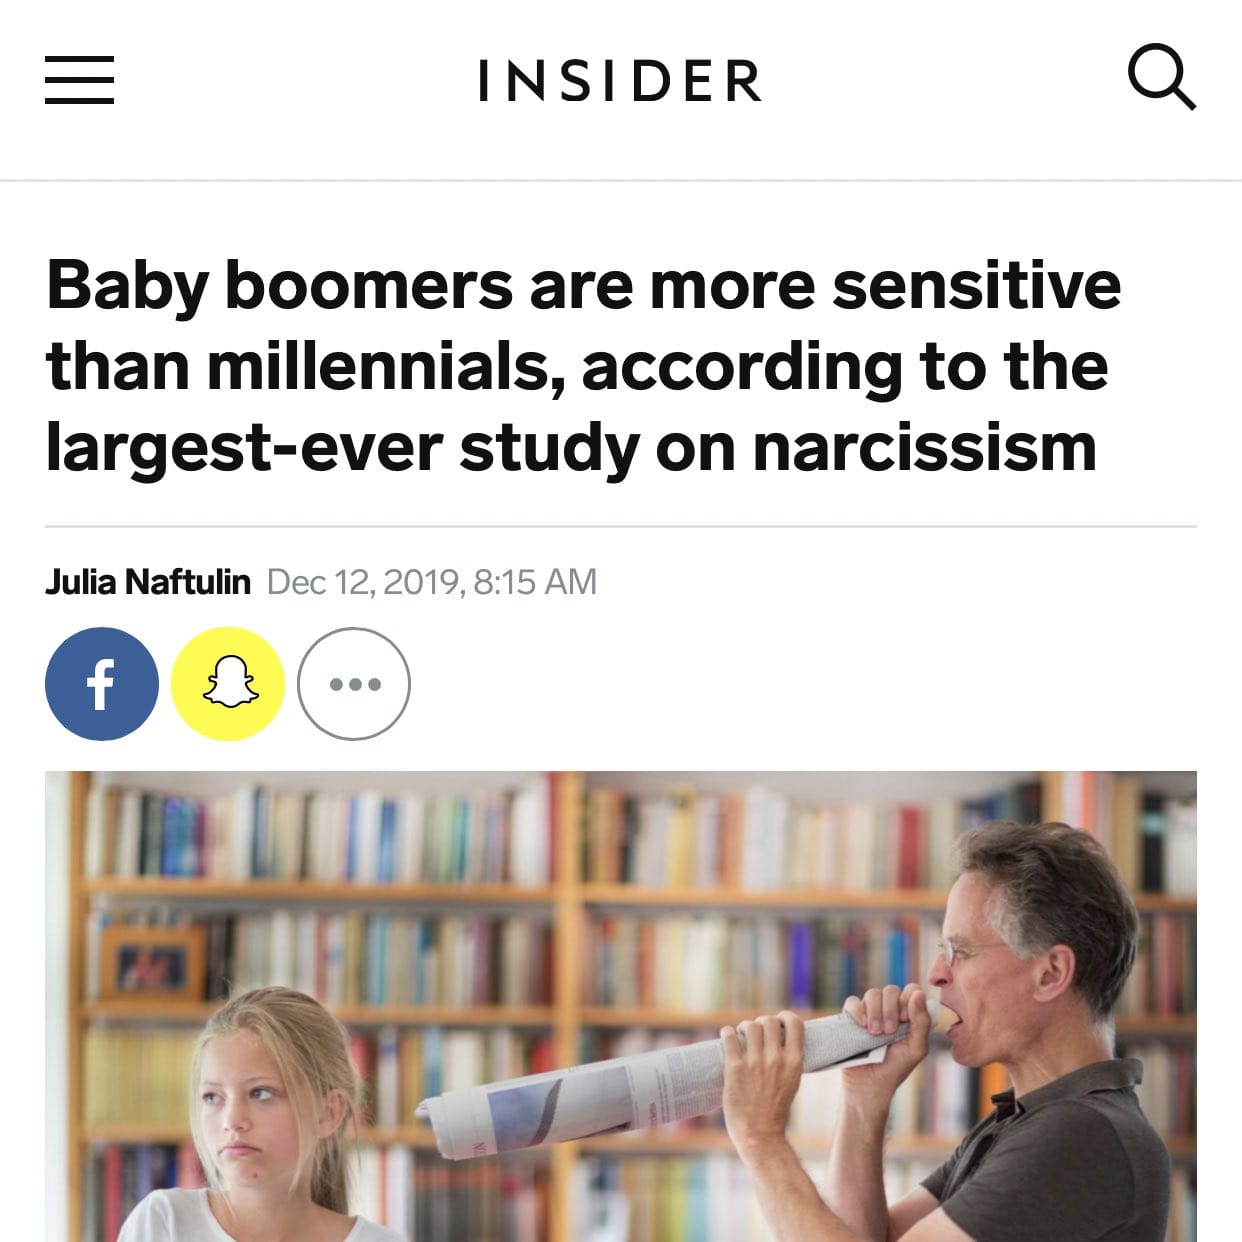 INSIDER
Baby boomers are more sensitive
than millennials, according to the
largest-ever study on narcissism
Julia Naftulin Dec 12, 2019, 8:15 AM